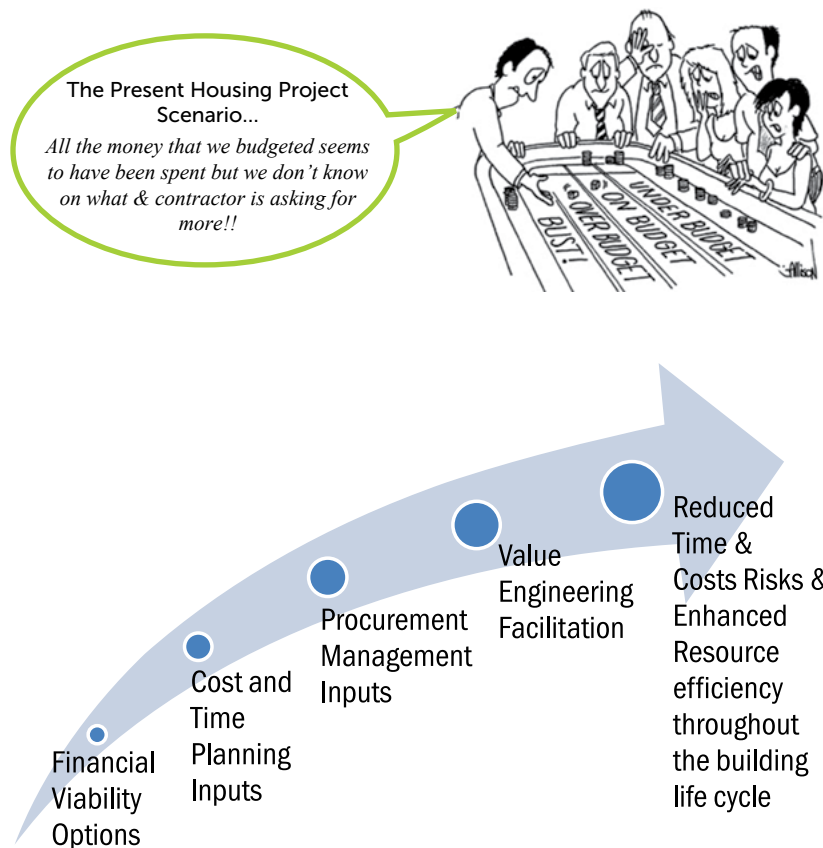 The Present Housing Project
Scenario...
All the money that we budgeted seems
to have been spent but we don't know
on what & contractor is asking for
more!!
BUST!
OVER BUDGET
ON BUDGET
UNDER BUDGET
Allison
Financial
Viability
Options
Cost and
Time
Planning
Inputs
Procurement
Management
Inputs
Value
Engineering
Facilitation
Reduced
Time &
Costs Risks &
Enhanced
Resource
efficiency
throughout
the building
life cycle